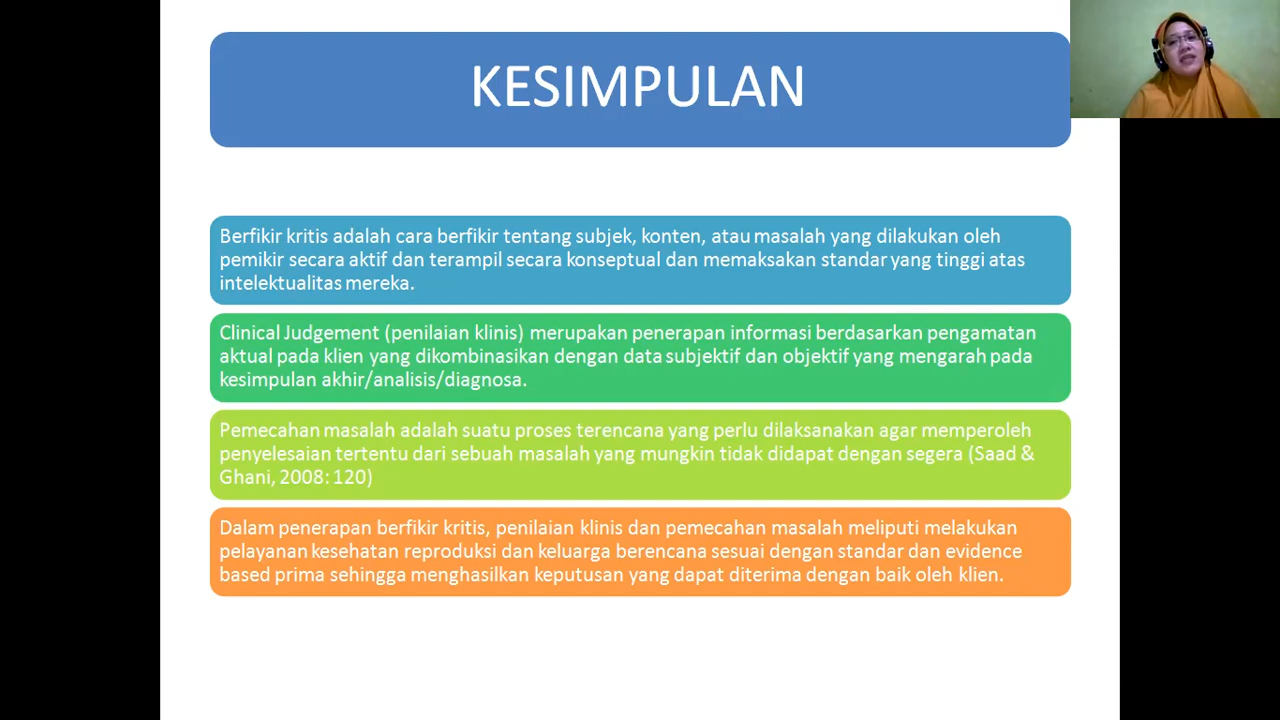 KESIMPULAN
Berfikir kritis adalah cara berfikir tentang subjek, konten, atau masalah yang dilakukan oleh
pemikir secara aktif dan terampil secara konseptual dan memaksakan standar yang tinggi atas
intelektualitas mereka.
Clinical Judgement (penilaian klinis) merupakan penerapan informasi berdasarkan pengamatan
aktual pada klien yang dikombinasikan dengan data subjektif dan objektif yang mengarah pada
kesimpulan akhir/analisis/diagnosa.
Pemecahan masalah adalah suatu proses terencana yang perlu dilaksanakan agar memperoleh
penyelesaian tertentu dari sebuah masalah yang mungkin tidak didapat dengan segera (Saad &
Ghani, 2008: 120)
Dalam penerapan berfikir kritis, penilaian klinis dan pemecahan masalah meliputi melakukan
pelayanan kesehatan reproduksi dan keluarga berencana sesuai dengan standar dan evidence
based prima sehingga menghasilkan keputusan yang dapat diterima dengan baik oleh klien.